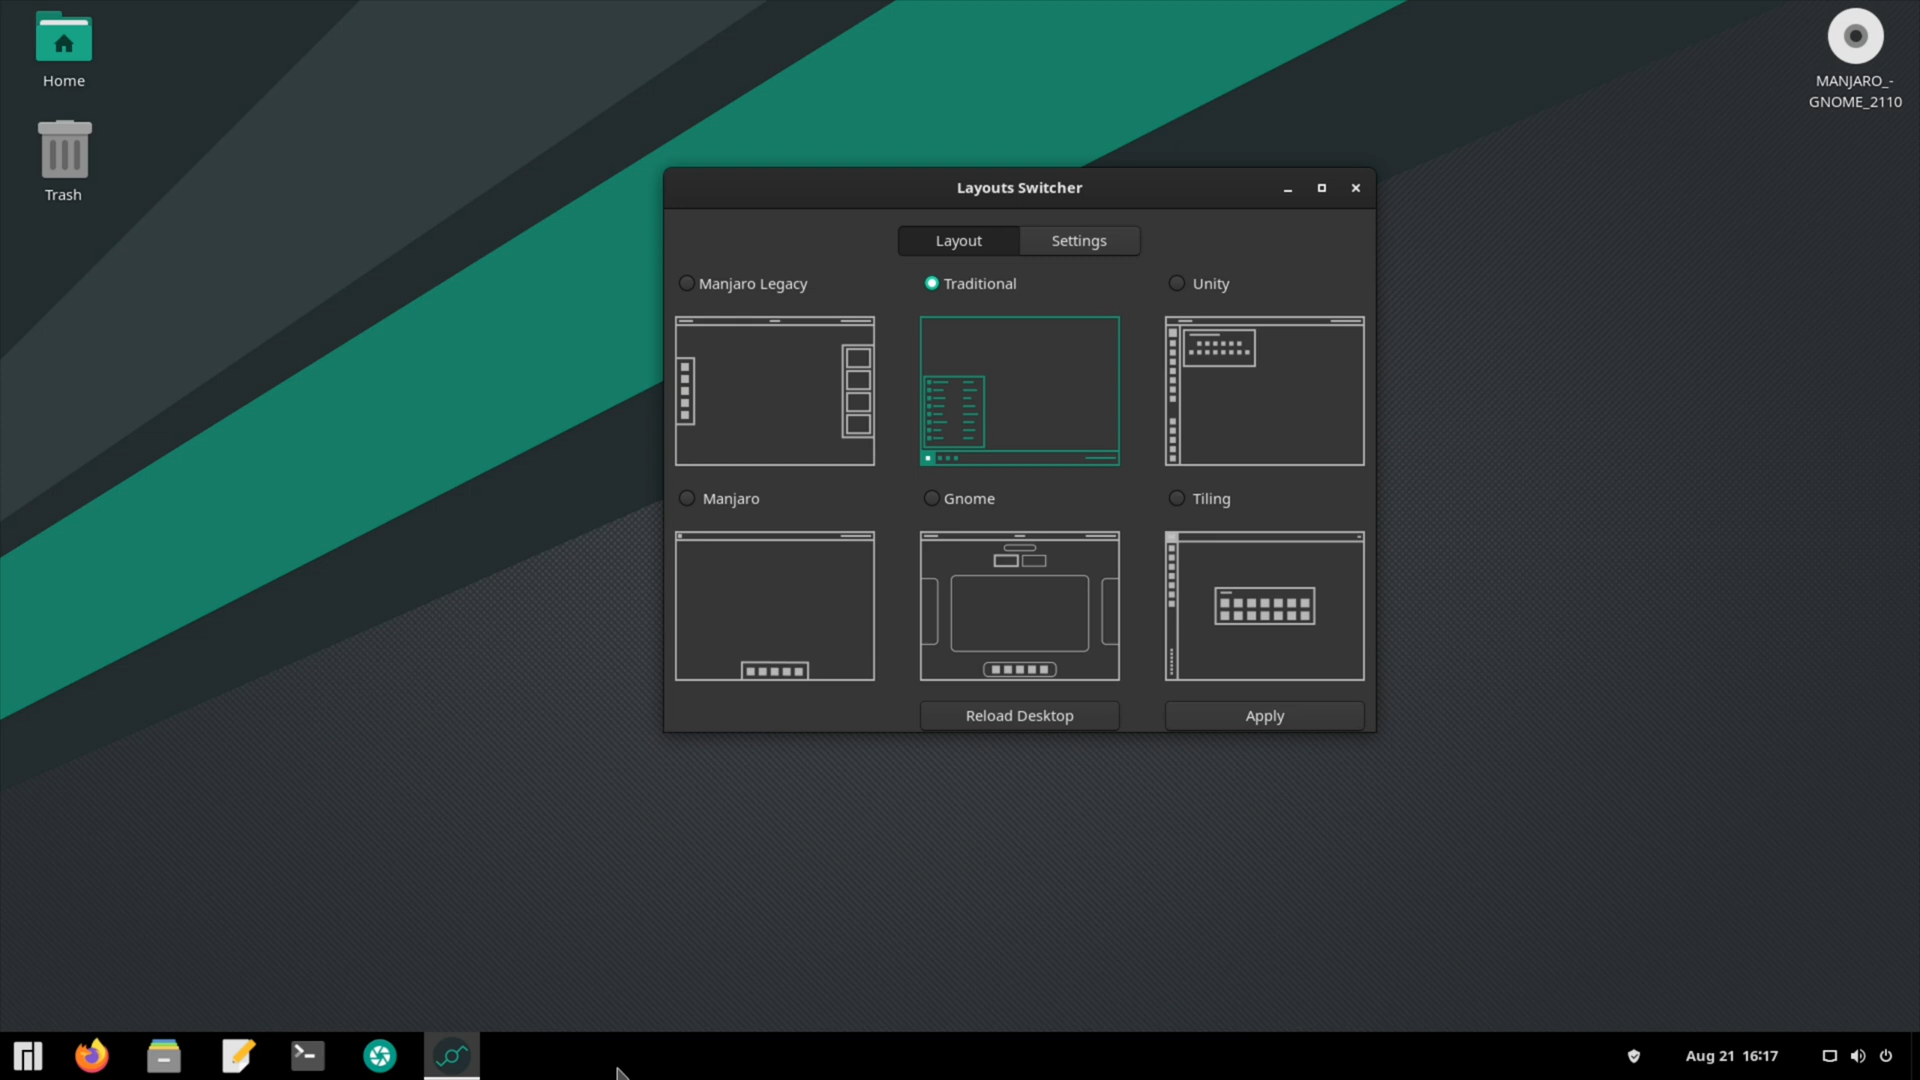 Home
Trash
MANJARO_-
GNOME_2110
Layouts Switcher
Layout
Settings
Manjaro Legacy
Traditional
Unity
Manjaro
Gnome
Tiling
Reload Desktop
Apply
Aug 21 16:17